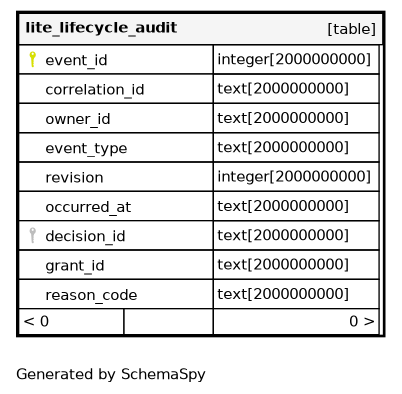 lite_lifecycle_audit [table]
event_id integer[2000000000]
correlation_id text[2000000000]
owner_id text[2000000000]
event_type text[2000000000]
revision integer[2000000000]
occurred_at text[2000000000]
decision_id text[2000000000]
grant_id text[2000000000]
reason_code text[2000000000]
< 0 0 >
Generated by SchemaSpy